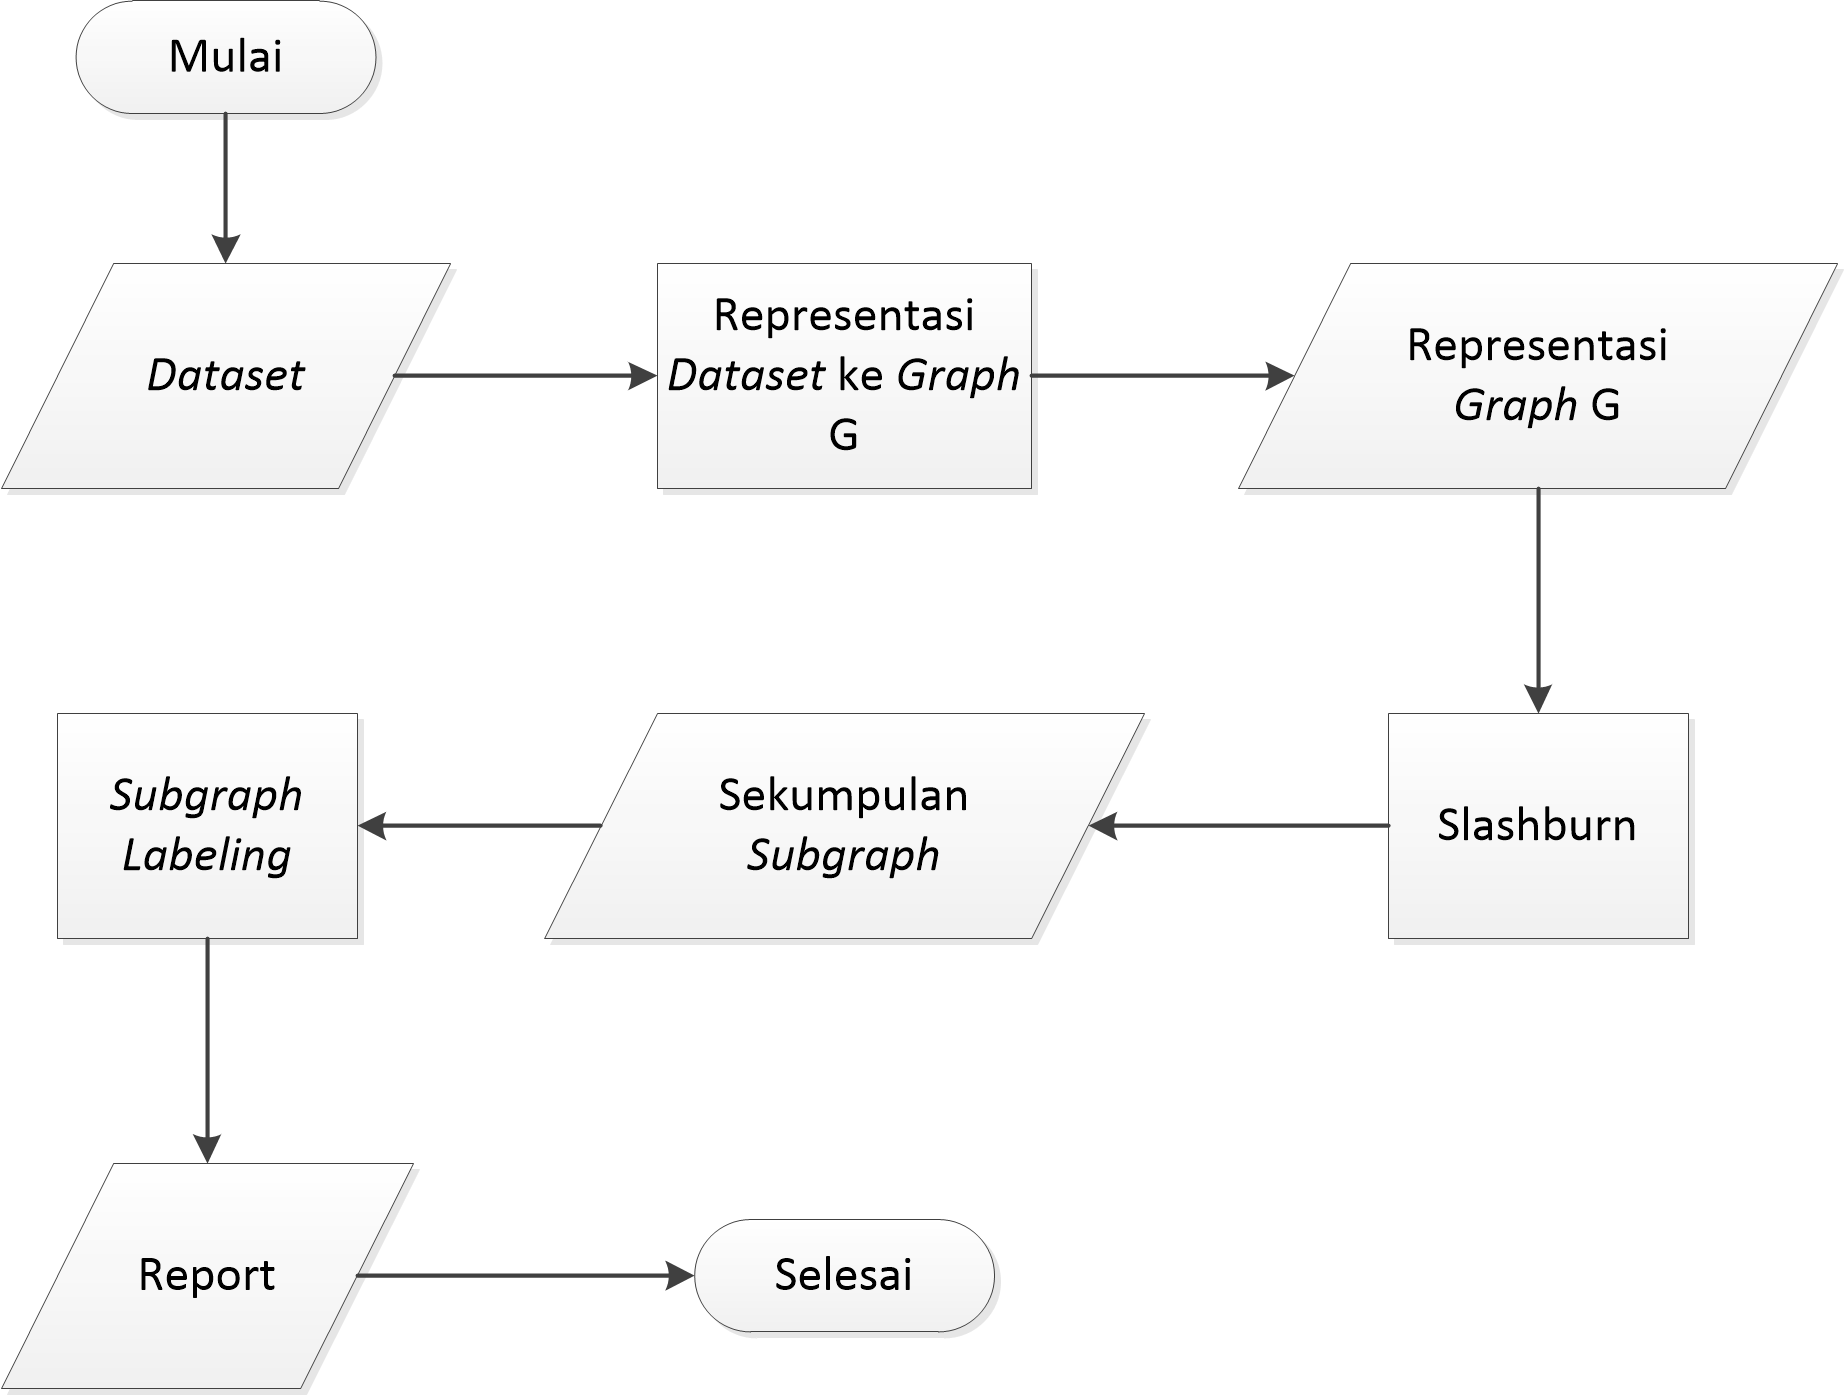 Mulai
Dataset
Representasi
Dataset ke Graph
G
Representasi
Graph G
Slashburn
Sekumpulan
Subgraph
Subgraph
Labeling
Report
Selesai